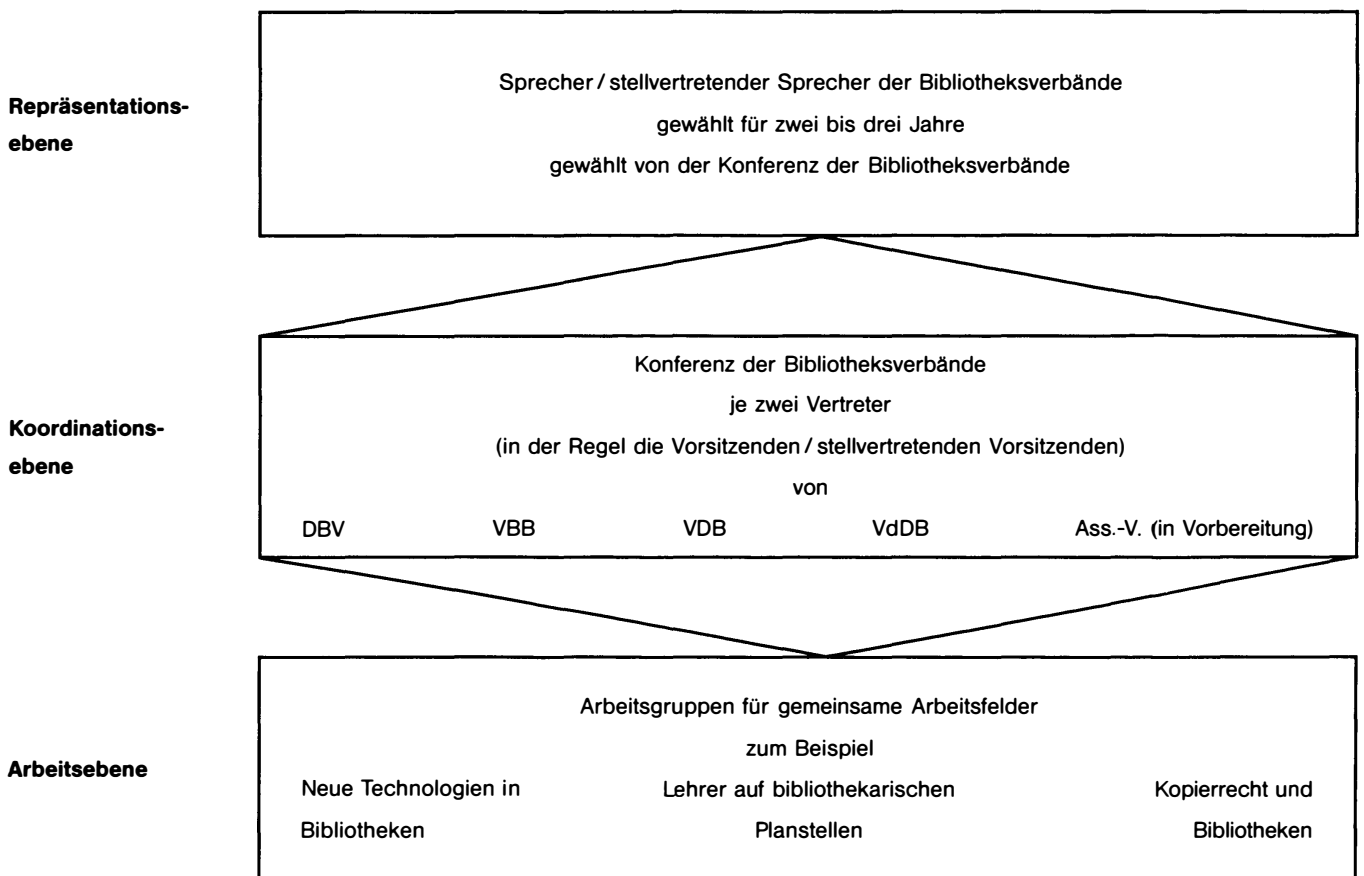 Repräsentations-
ebene
Sprecher / stellvertretender Sprecher der Bibliotheksverbände
gewählt für zwei bis drei Jahre
gewählt von der Konferenz der Bibliotheksverbände
Koordinations-
ebene
Konferenz der Bibliotheksverbände
je zwei Vertreter
(in der Regel die Vorsitzenden / stellvertretenden Vorsitzenden)
von
DBV VBB VDB VdDB Ass.-V. (in Vorbereitung)
Arbeitsebene
Arbeitsgruppen für gemeinsame Arbeitsfelder
zum Beispiel
Neue Technologien in Lehrer auf bibliothekarischen Kopierrecht und
Bibliotheken Planstellen Bibliotheken